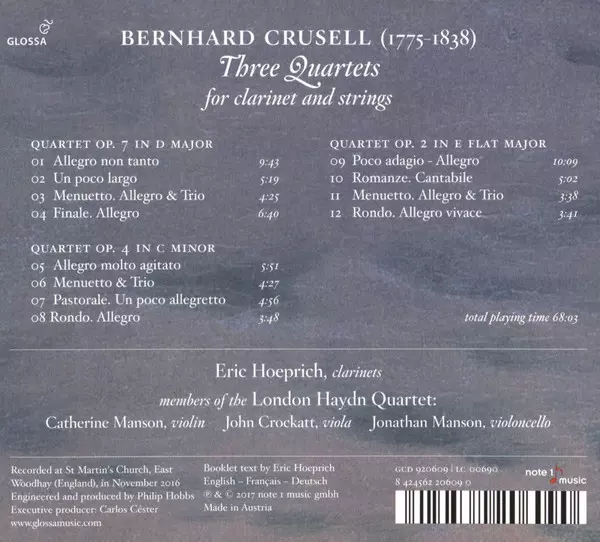 GLOSSA
BERNHARD CRUSELL (1775-1838)
Three Quartets
for clarinet and strings
QUARTET OP. 7 IN D MAJOR
01 Allegro non tanto 9:43
02 Un poco largo 5:19
03 Menuetto. Allegro & Trio 4:25
04 Finale. Allegro 6:40
QUARTET OP. 4 IN C MINOR
05 Allegro molto agitato 5:51
06 Menuetto & Trio 4:27
07 Pastorale. Un poco allegretto 4:56
08 Rondo. Allegro 3:48
QUARTET OP. 2 IN E FLAT MAJOR
09 Poco adagio - Allegro 10:09
10 Romanze. Cantabile 5:02
11 Menuetto. Allegro & Trio 3:38
12 Rondo. Allegro vivace 3:41
total playing time 68:03
Eric Hoeprich, clarinets
members of the London Haydn Quartet:
Catherine Manson, violin John Crockatt, viola Jonathan Manson, violoncello
Recorded at St Martin's Church, East
Woodhay (England), in November 2016
Engineered and produced by Philip Hobbs
Executive producer: Carlos Céster
www.glossamusic.com
Booklet text by Eric Hoeprich
English – Français – Deutsch
℗ & © 2017 note 1 music gmbh
Made in Austria
GCD 920609 | LC 00690
8 424562 20609 0
note 1 music